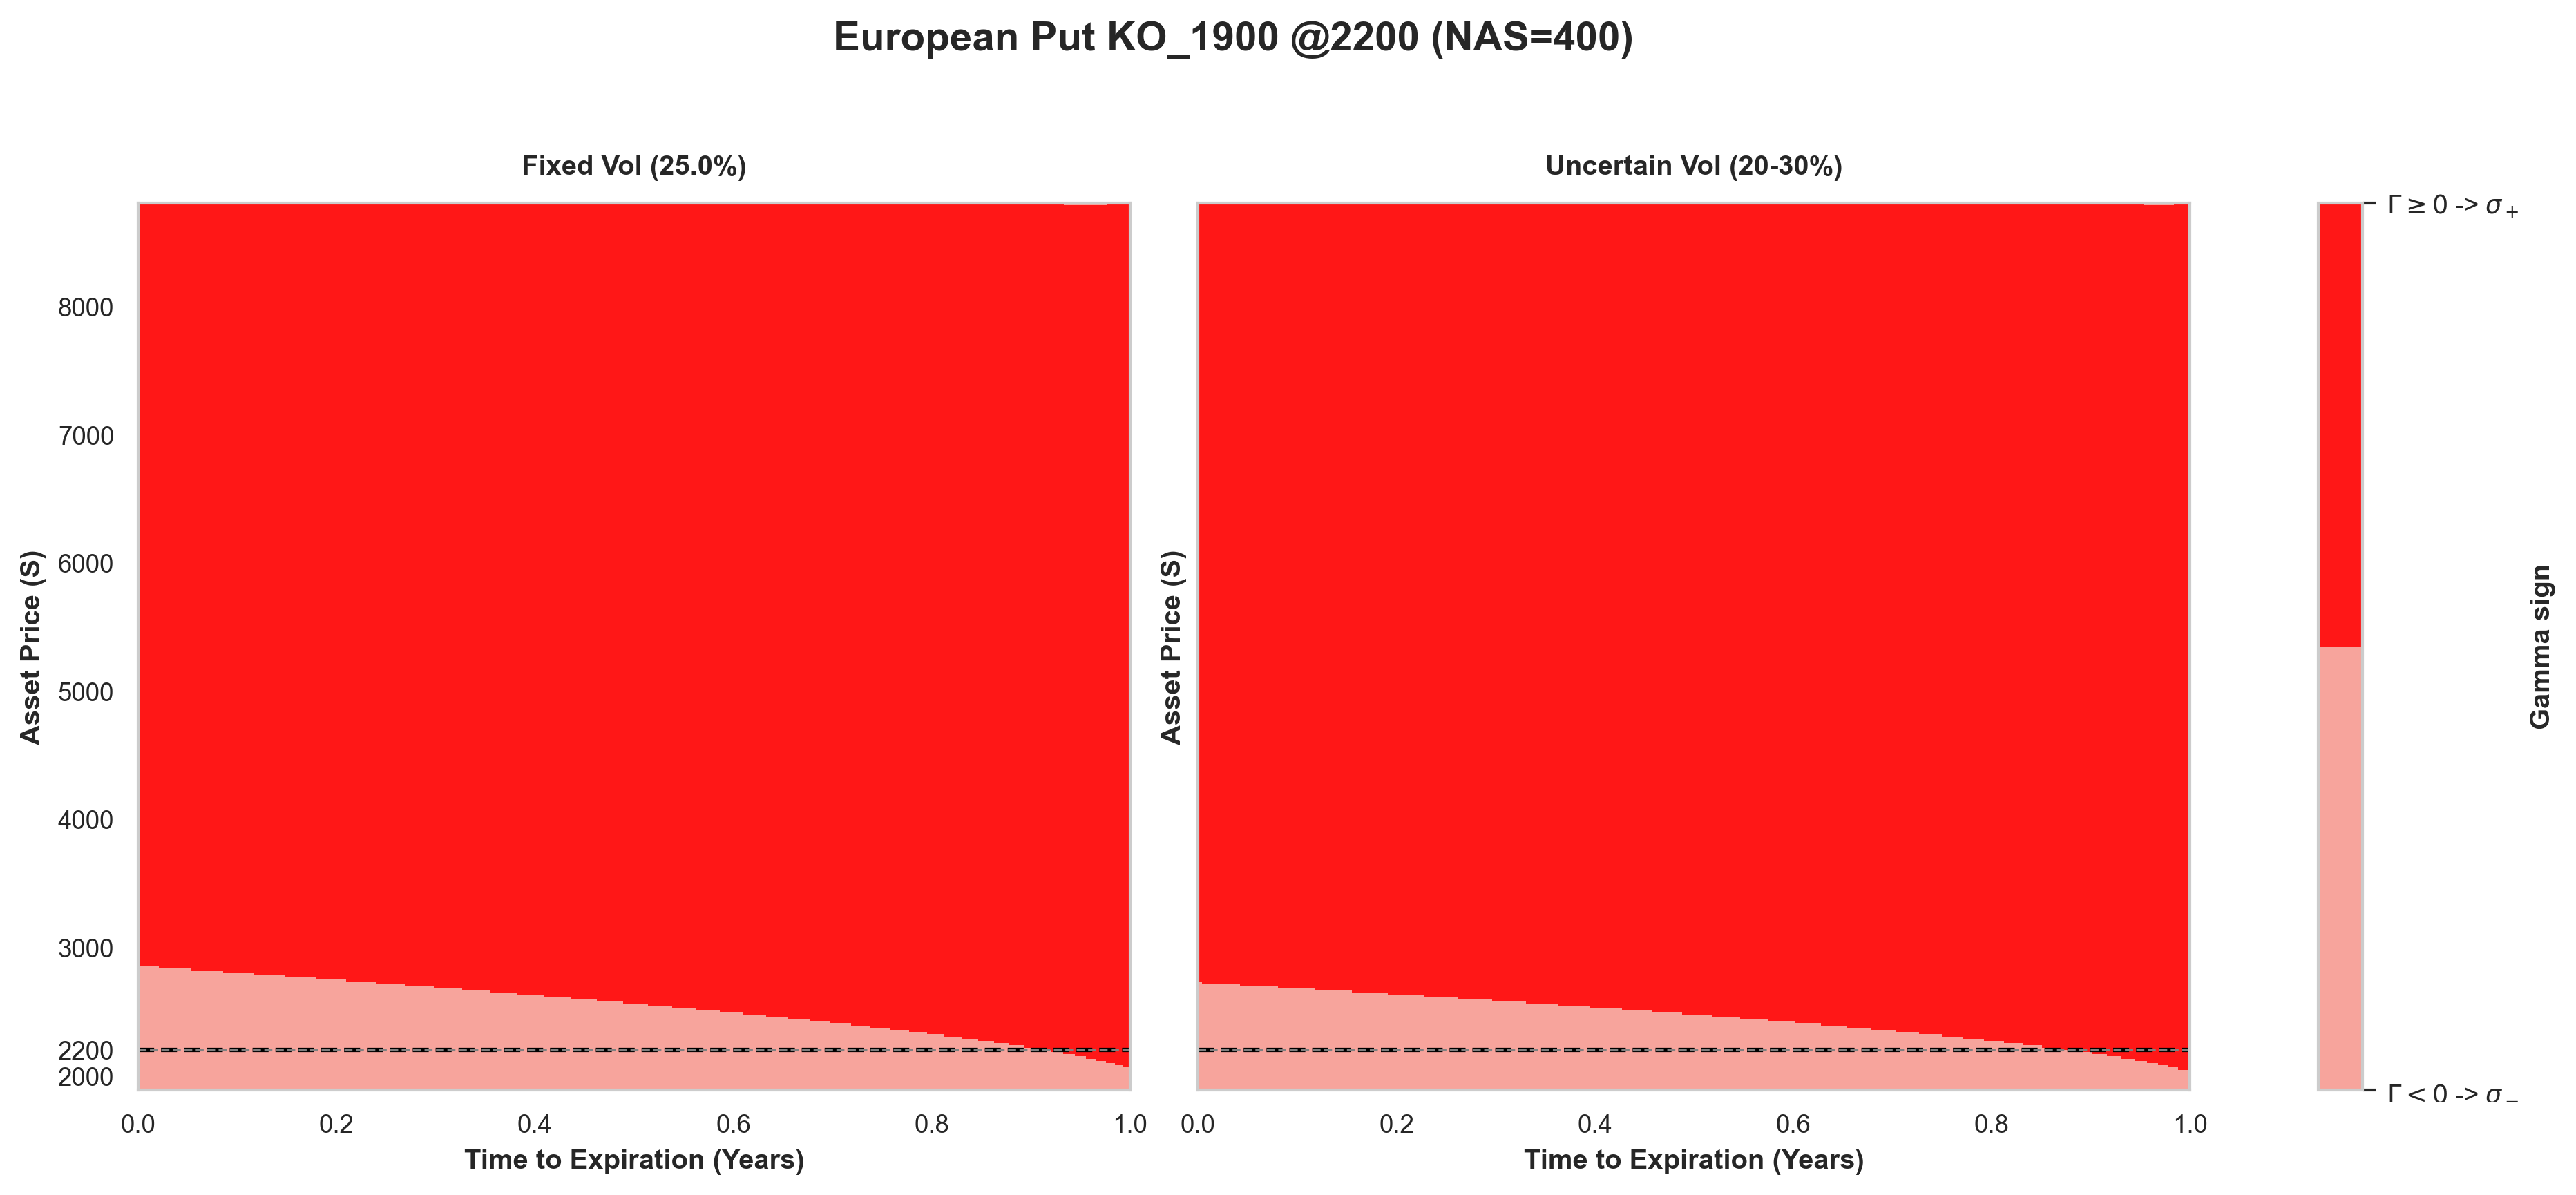 European Put KO_1900 @2200 (NAS=400)
Fixed Vol (25.0%)
Asset Price (S)
8000
7000
6000
5000
4000
3000
2200
2000
0.0 0.2 0.4 0.6 0.8 1.0
Time to Expiration (Years)
Uncertain Vol (20-30%)
Asset Price (S)
0.0 0.2 0.4 0.6 0.8 1.0
Time to Expiration (Years)
Γ ≥ 0 -> σ₊
Γ < 0 -> σ₋
Gamma sign